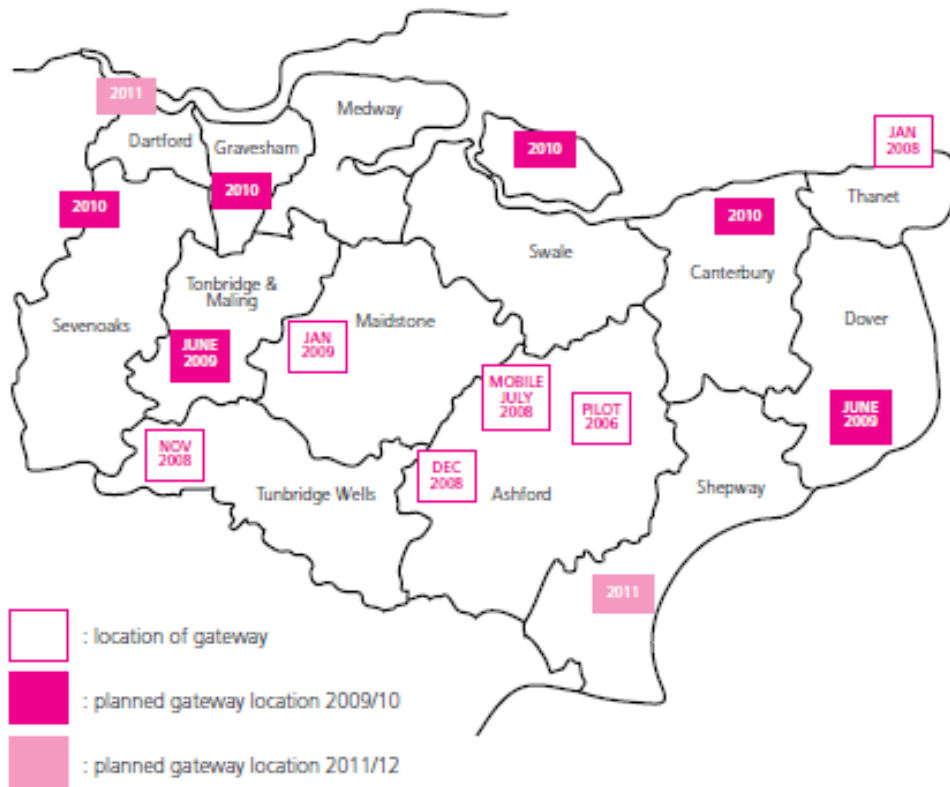 2011
Medway
Dartford
Gravesham
2010
JAN
2008
2010
2010
2010
Thanet
Swale
Canterbury
Tonbridge &
Maling
Sevenoaks
Maidstone
Dover
JUNE
2009
JAN
2009
MOBILE
JULY
2008
PILOT
2006
JUNE
2009
NOV
2008
DEC
2008
Tunbridge Wells
Ashford
Shepway
2011
: location of gateway
: planned gateway location 2009/10
: planned gateway location 2011/12